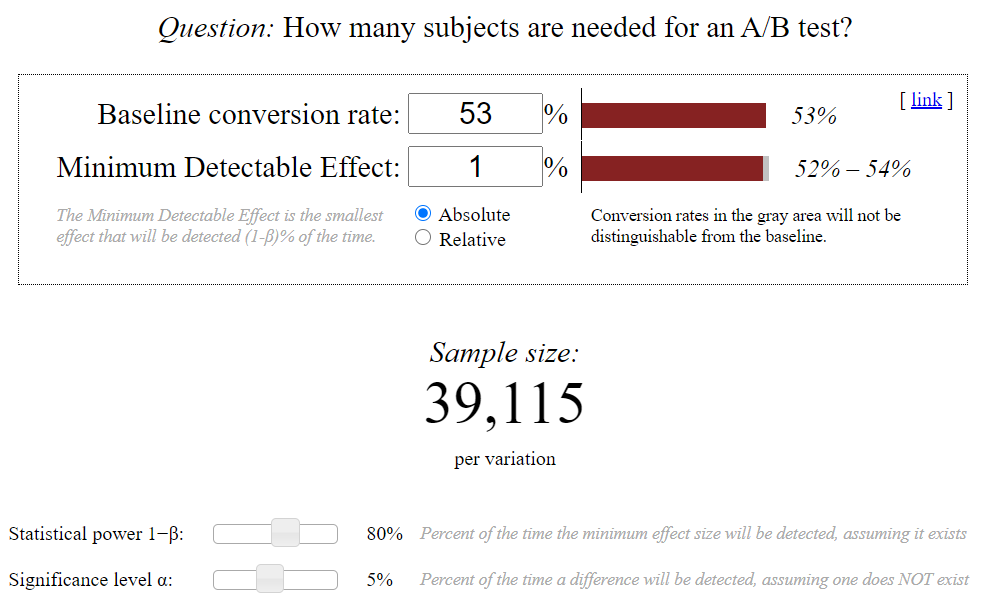 Question: How many subjects are needed for an A/B test?
[ link ]
Baseline conversion rate: 53 % 53%
Minimum Detectable Effect: 1 % 52% – 54%
The Minimum Detectable Effect is the smallest
effect that will be detected (1-β)% of the time.
Absolute
Relative
Conversion rates in the gray area will not be
distinguishable from the baseline.
Sample size:
39,115
per variation
Statistical power 1−β: 80% Percent of the time the minimum effect size will be detected, assuming it exists
Significance level α: 5% Percent of the time a difference will be detected, assuming one does NOT exist